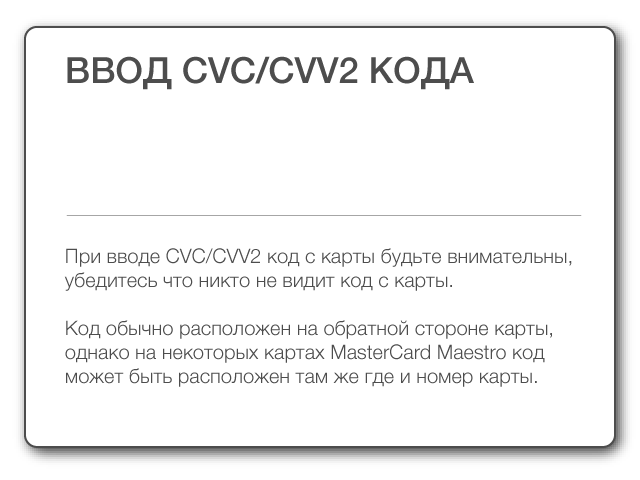 ВВОД CVC/CVV2 КОДА
При вводе CVC/CVV2 код с карты будьте внимательны,
убедитесь что никто не видит код с карты.
Код обычно расположен на обратной стороне карты,
однако на некоторых картах MasterCard Maestro код
может быть расположен там же где и номер карты.